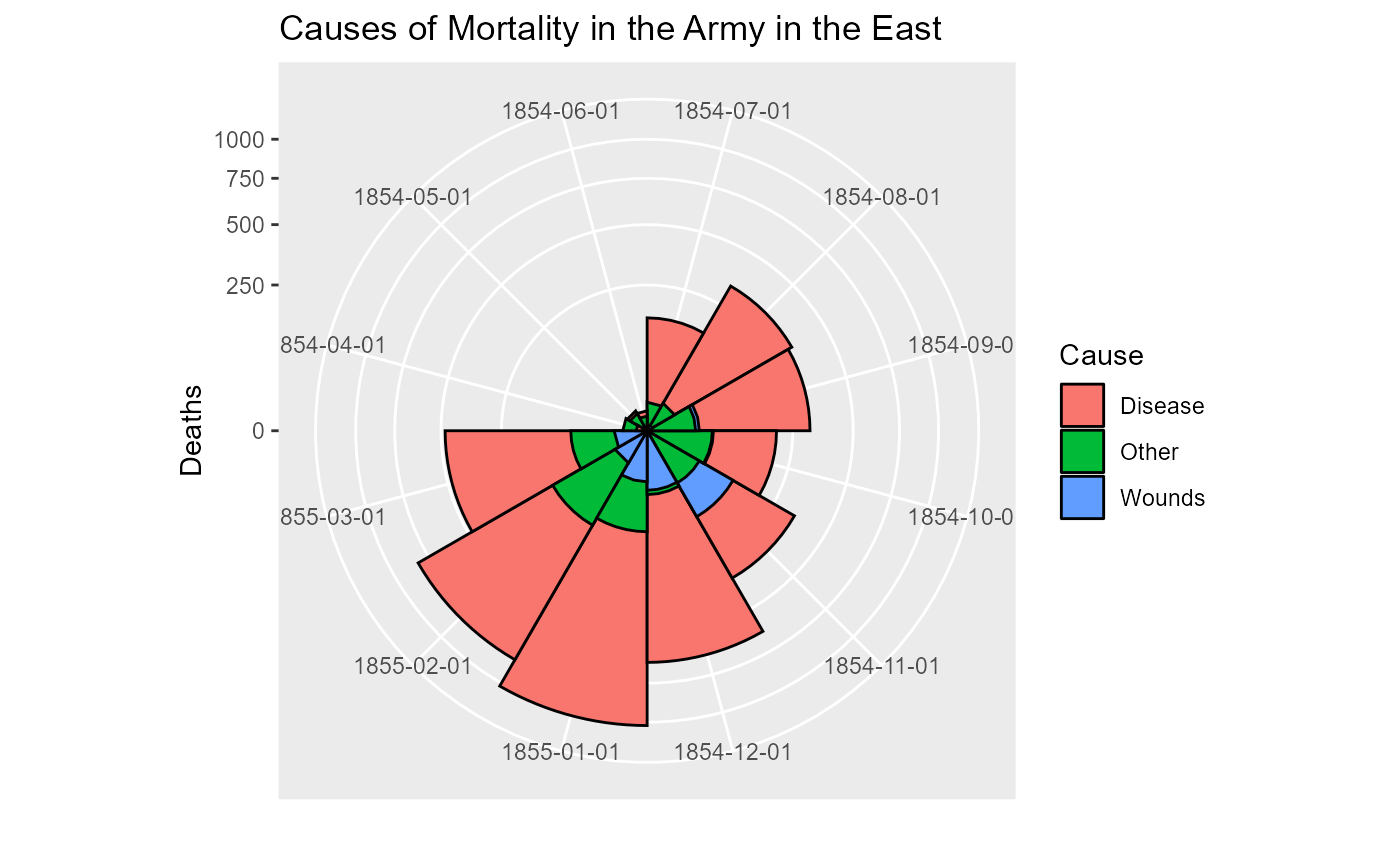 Causes of Mortality in the Army in the East
1854-06-01
1854-07-01
1000
750
1854-05-01
1854-08-01
500
250
854-04-01
1854-09-0
Cause
Deaths
Disease
0
Other
Wounds
855-03-01
1854-10-0
1855-02-01
1854-11-01
1855-01-01
1854-12-01